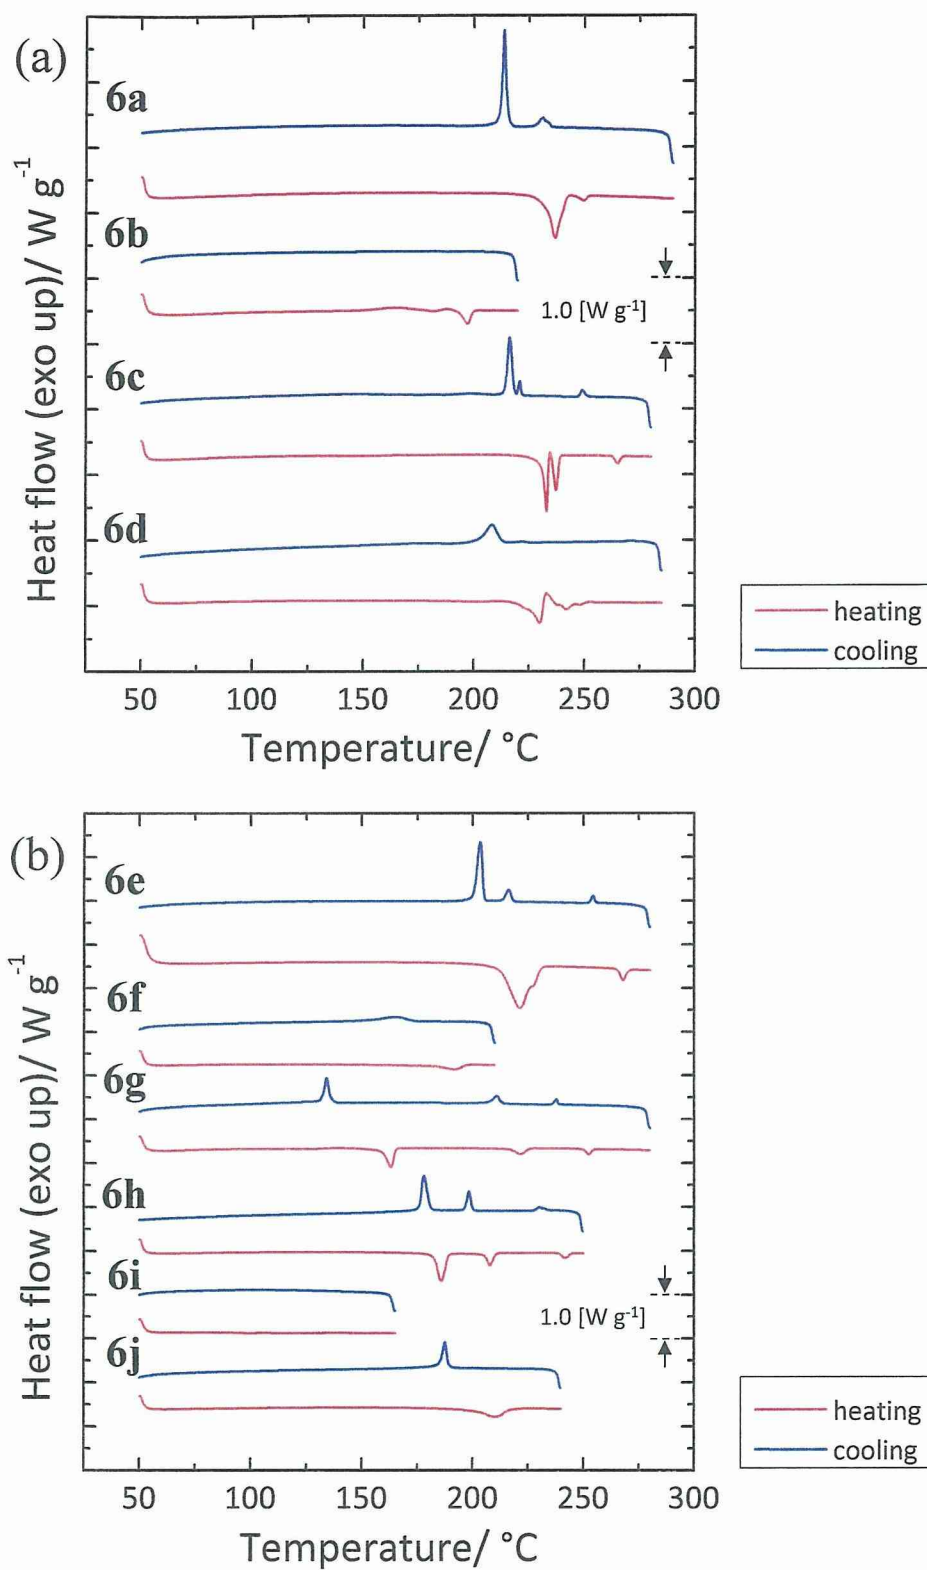 (a)
Heat flow (exo up)/ W g⁻¹
6a
6b
1.0 [W g⁻¹]
6c
6d
50 100 150 200 250 300
Temperature/ °C
heating
cooling
(b)
Heat flow (exo up)/ W g⁻¹
6e
6f
6g
6h
6i
1.0 [W g⁻¹]
6j
50 100 150 200 250 300
Temperature/ °C
heating
cooling